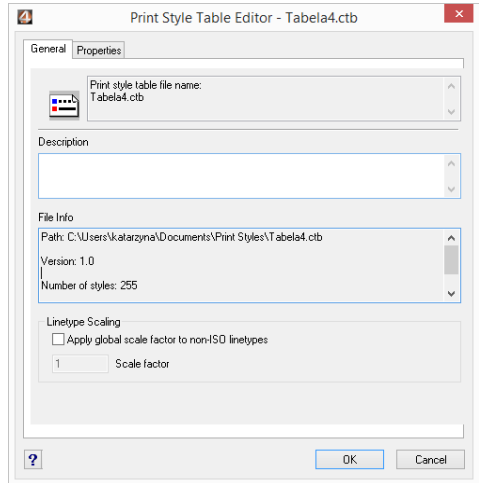 4
Print Style Table Editor - Tabela4.ctb
General
Properties
Print style table file name:
Tabela4.ctb
Description
File Info
Path: C:\Users\katarzyna\Documents\Print Styles\Tabela4.ctb
Version: 1.0
Number of styles: 255
Linetype Scaling
Apply global scale factor to non-ISO linetypes
1
Scale factor
?
OK
Cancel